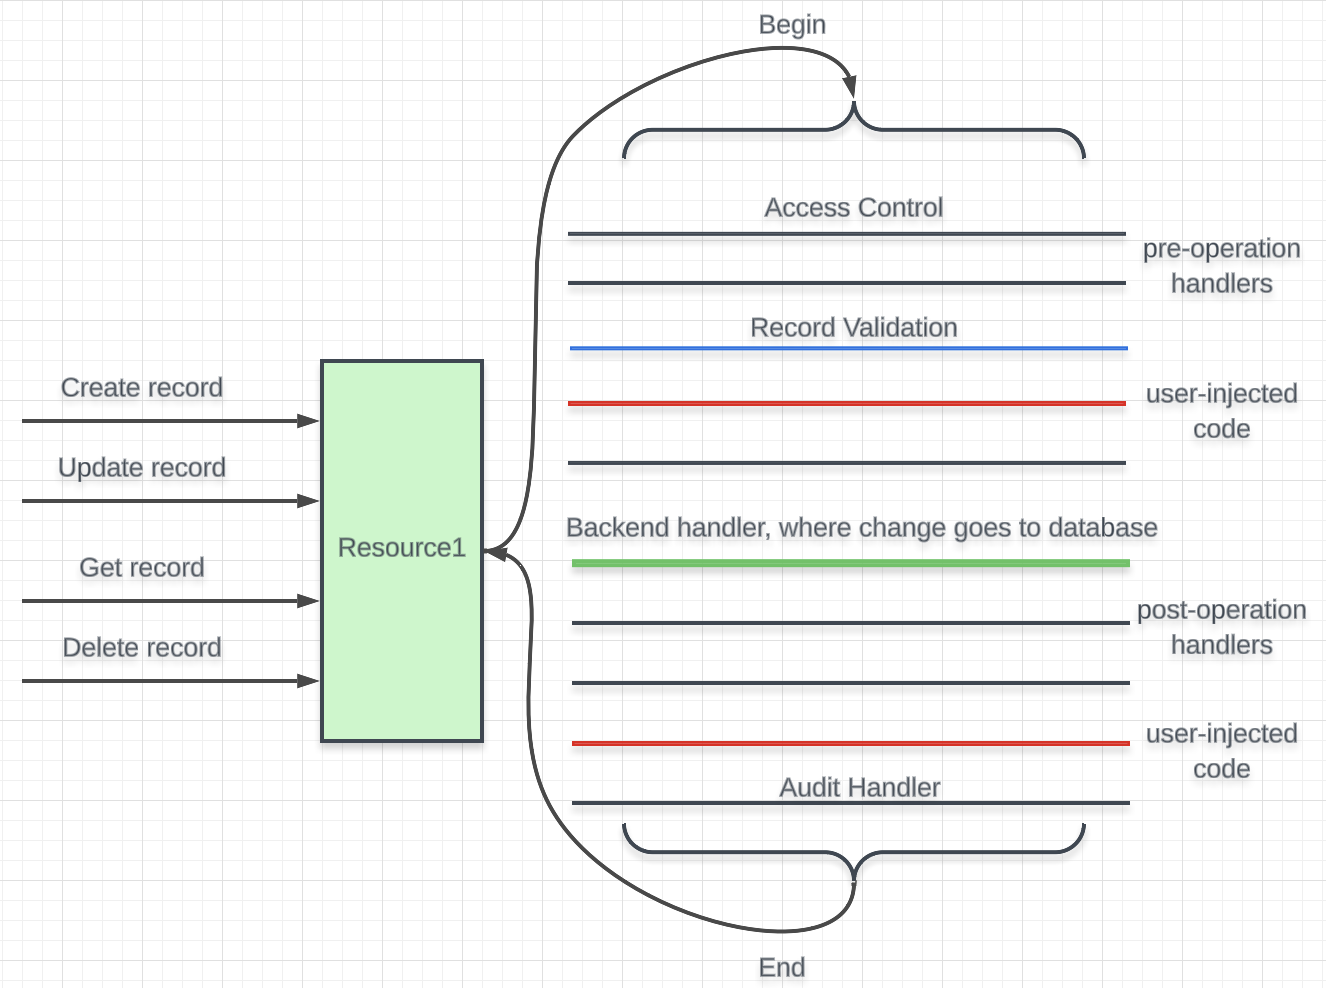 Begin
Access Control
pre-operation
handlers
Record Validation
Create record
user-injected
code
Update record
Resource1
Backend handler, where change goes to database
Get record
post-operation
handlers
Delete record
user-injected
code
Audit Handler
End